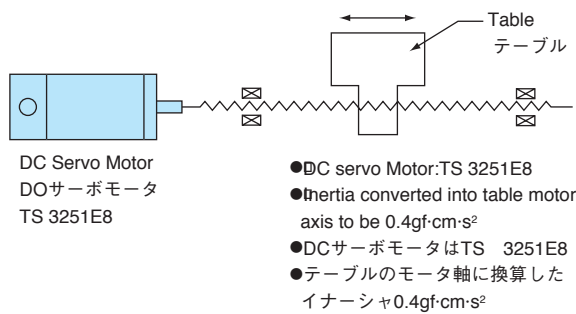 Table
テーブル
DC Servo Motor
DOサーボモータ
TS 3251E8
●DC servo Motor:TS 3251E8
●Inertia converted into table motor
axis to be 0.4gf·cm·s²
●DCサーボモータはTS　3251E8
●テーブルのモータ軸に換算した
イナーシャ0.4gf·cm·s²